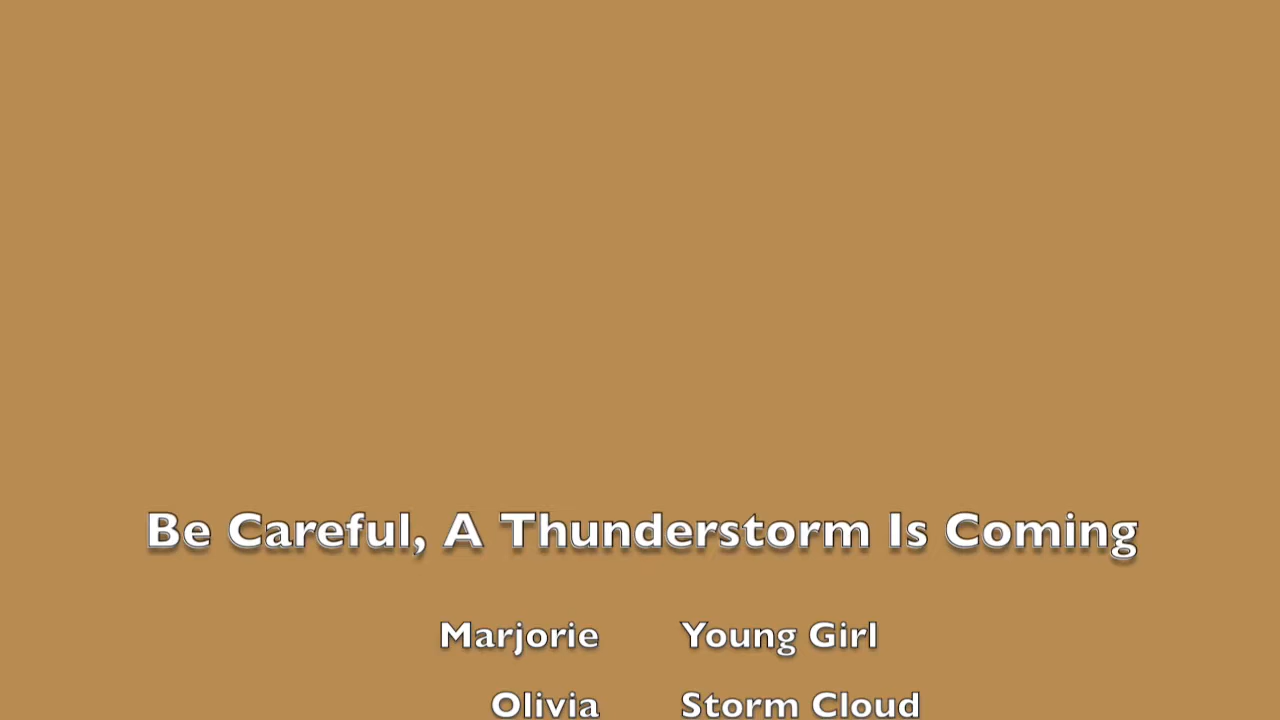 Be Careful, A Thunderstorm Is Coming
Marjorie Young Girl
Olivia Storm Cloud